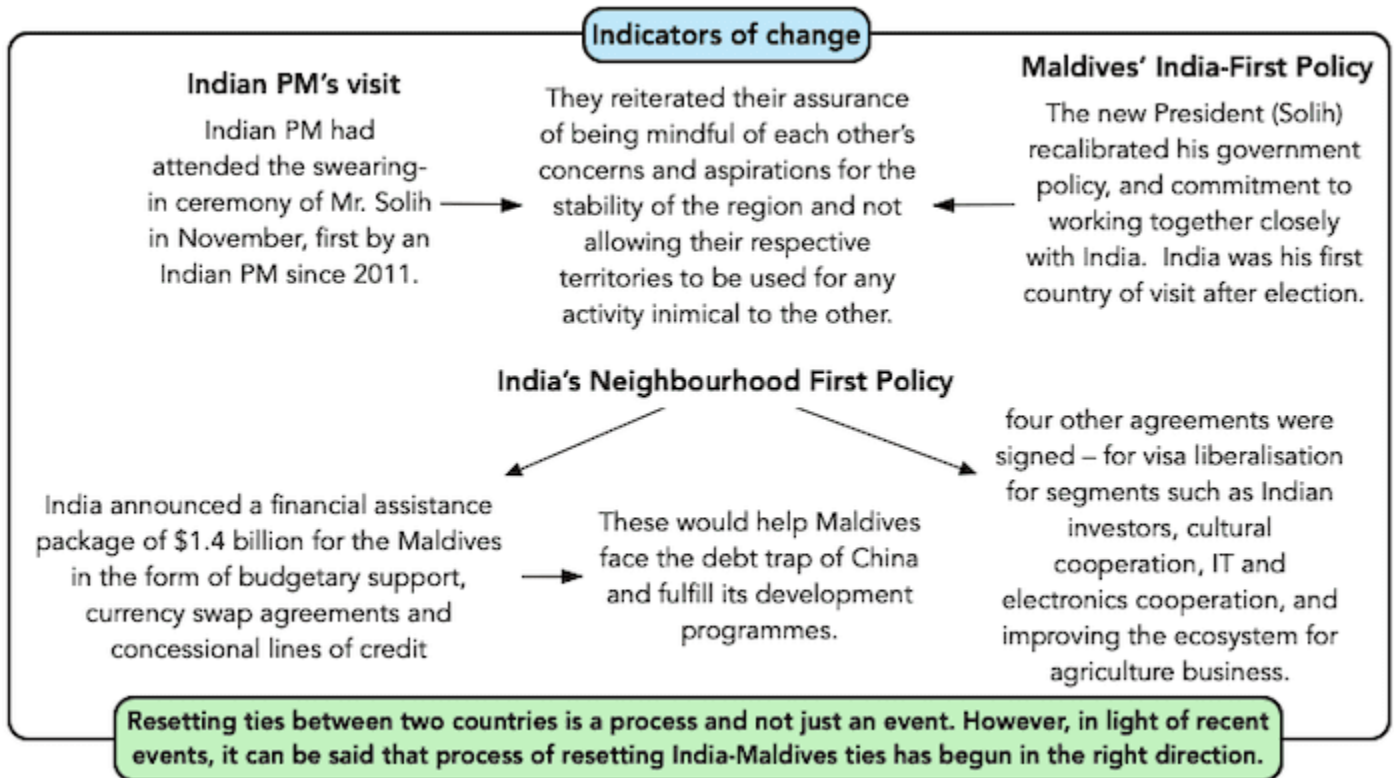 Indicators of change
Indian PM's visit
Indian PM had
attended the swearing-
in ceremony of Mr. Solih
in November, first by an
Indian PM since 2011.
They reiterated their assurance
of being mindful of each other's
concerns and aspirations for the
stability of the region and not
allowing their respective
territories to be used for any
activity inimical to the other.
Maldives' India-First Policy
The new President (Solih)
recalibrated his government
policy, and commitment to
working together closely
with India. India was his first
country of visit after election.
India's Neighbourhood First Policy
India announced a financial assistance
package of $1.4 billion for the Maldives
in the form of budgetary support,
currency swap agreements and
concessional lines of credit
These would help Maldives
face the debt trap of China
and fulfill its development
programmes.
four other agreements were
signed – for visa liberalisation
for segments such as Indian
investors, cultural
cooperation, IT and
electronics cooperation, and
improving the ecosystem for
agriculture business.
Resetting ties between two countries is a process and not just an event. However, in light of recent
events, it can be said that process of resetting India-Maldives ties has begun in the right direction.